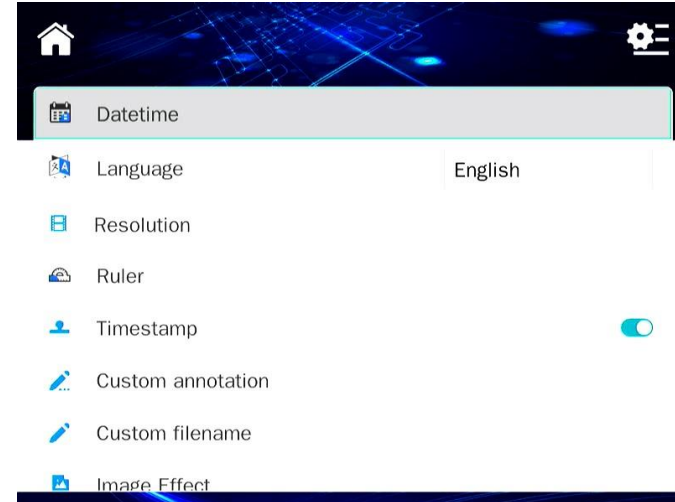 Datetime
Language
English
Resolution
Ruler
Timestamp
Custom annotation
Custom filename
Image Effect